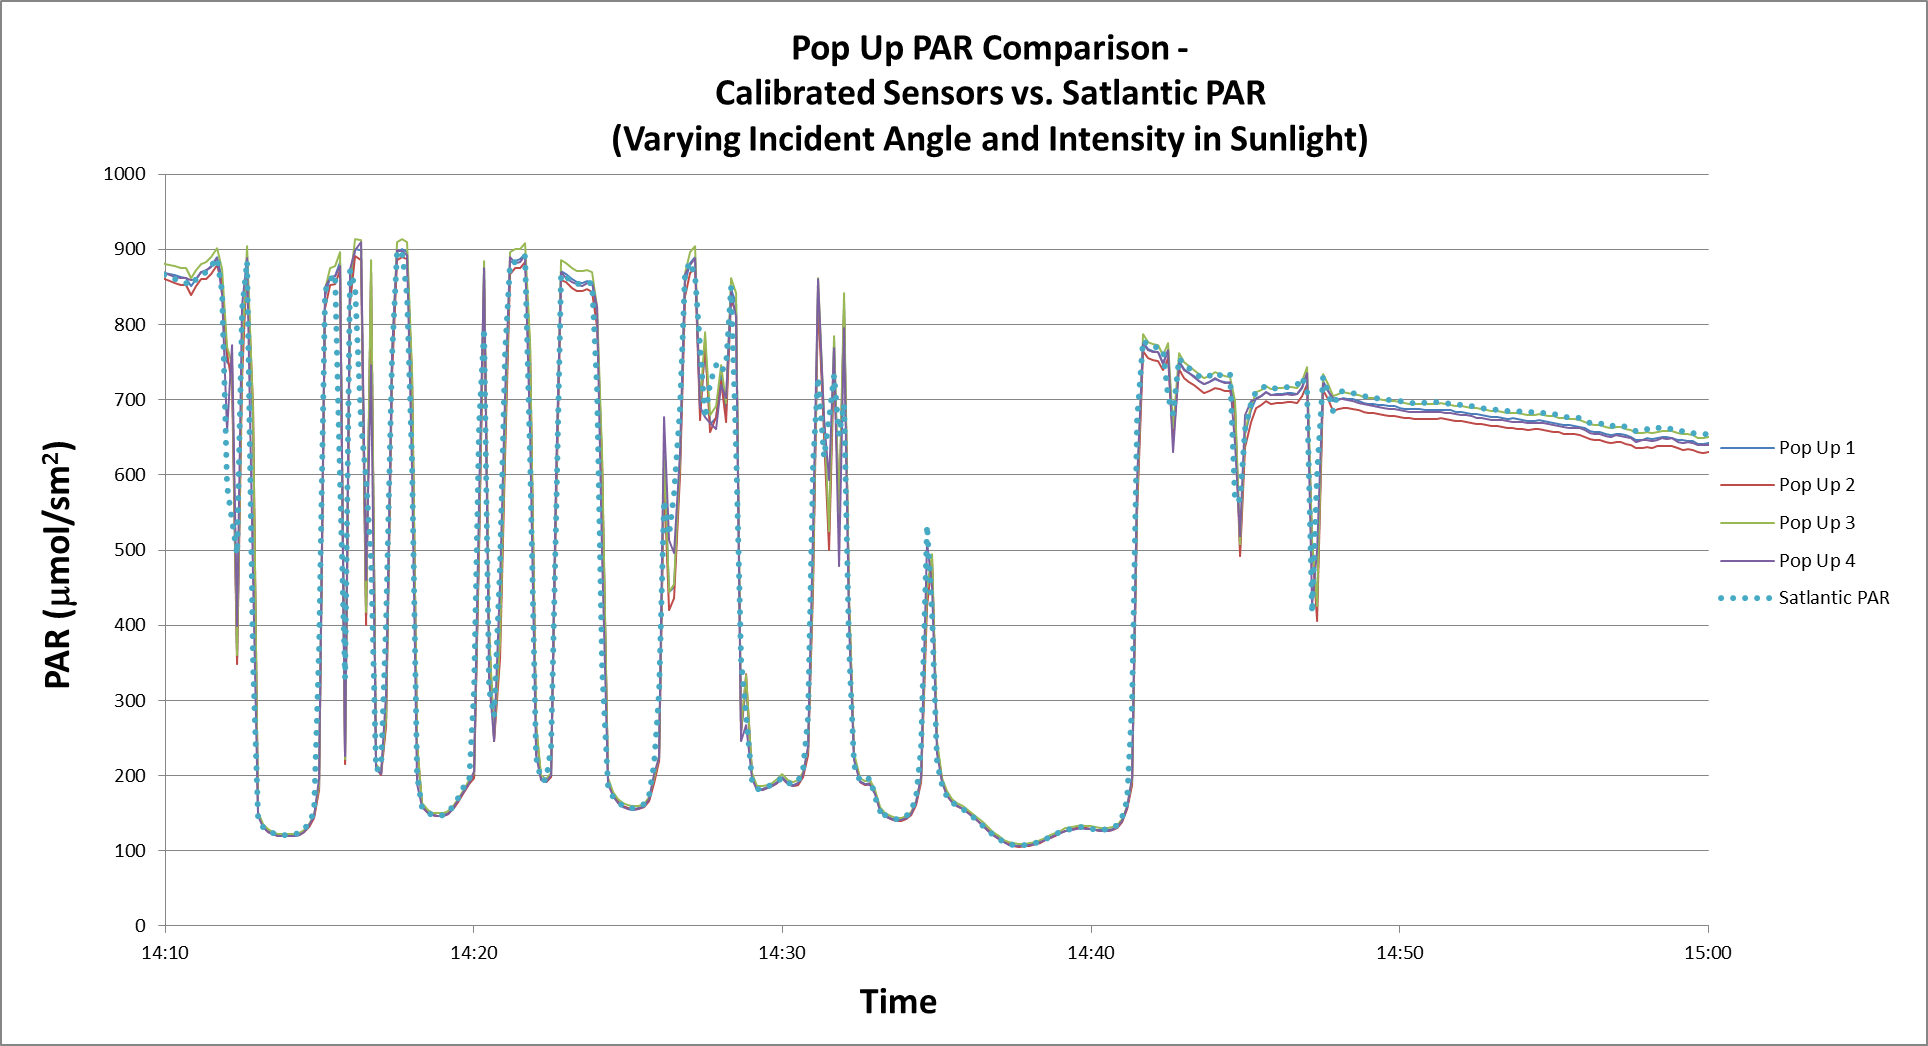 Pop Up PAR Comparison -
Calibrated Sensors vs. Satlantic PAR
(Varying Incident Angle and Intensity in Sunlight)
1000
900
800
700
600
500
400
300
200
100
0
PAR (µmol/sm²)
14:10 14:20 14:30 14:40 14:50 15:00
Time
Pop Up 1
Pop Up 2
Pop Up 3
Pop Up 4
Satlantic PAR